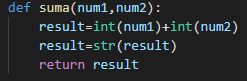 def suma(num1,num2):
    result=int(num1)+int(num2)
    result=str(result)
    return result